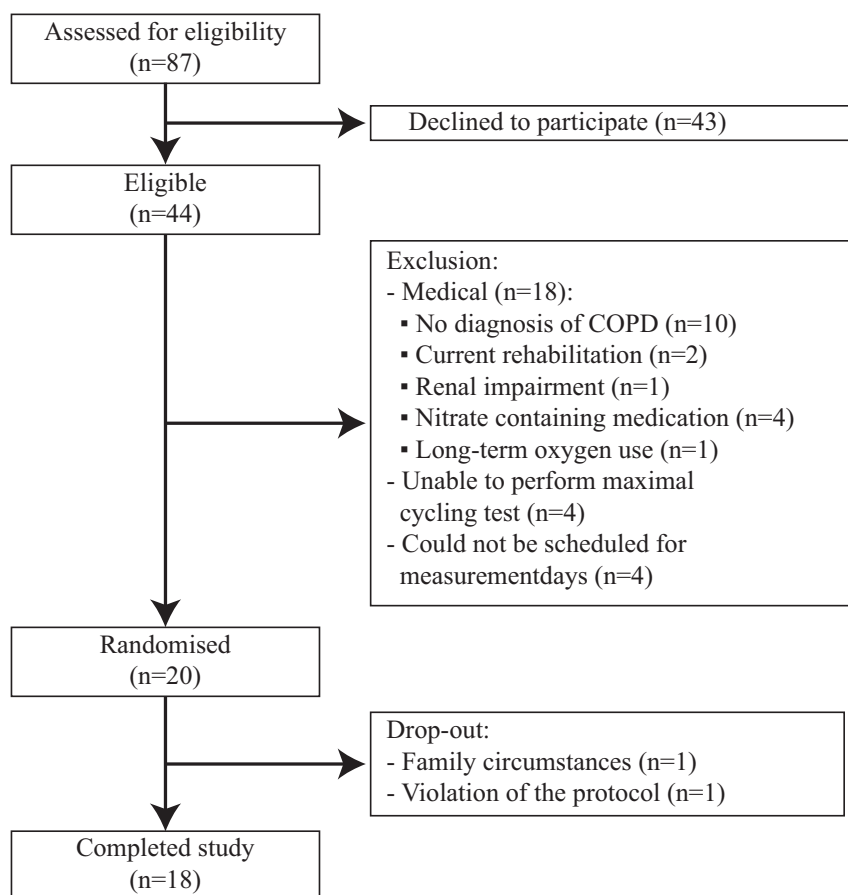 Assessed for eligibility
(n=87)
Declined to participate (n=43)
Eligible
(n=44)
Exclusion:
- Medical (n=18):
▪ No diagnosis of COPD (n=10)
▪ Current rehabilitation (n=2)
▪ Renal impairment (n=1)
▪ Nitrate containing medication (n=4)
▪ Long-term oxygen use (n=1)
- Unable to perform maximal
cycling test (n=4)
- Could not be scheduled for
measurementdays (n=4)
Randomised
(n=20)
Drop-out:
- Family circumstances (n=1)
- Violation of the protocol (n=1)
Completed study
(n=18)